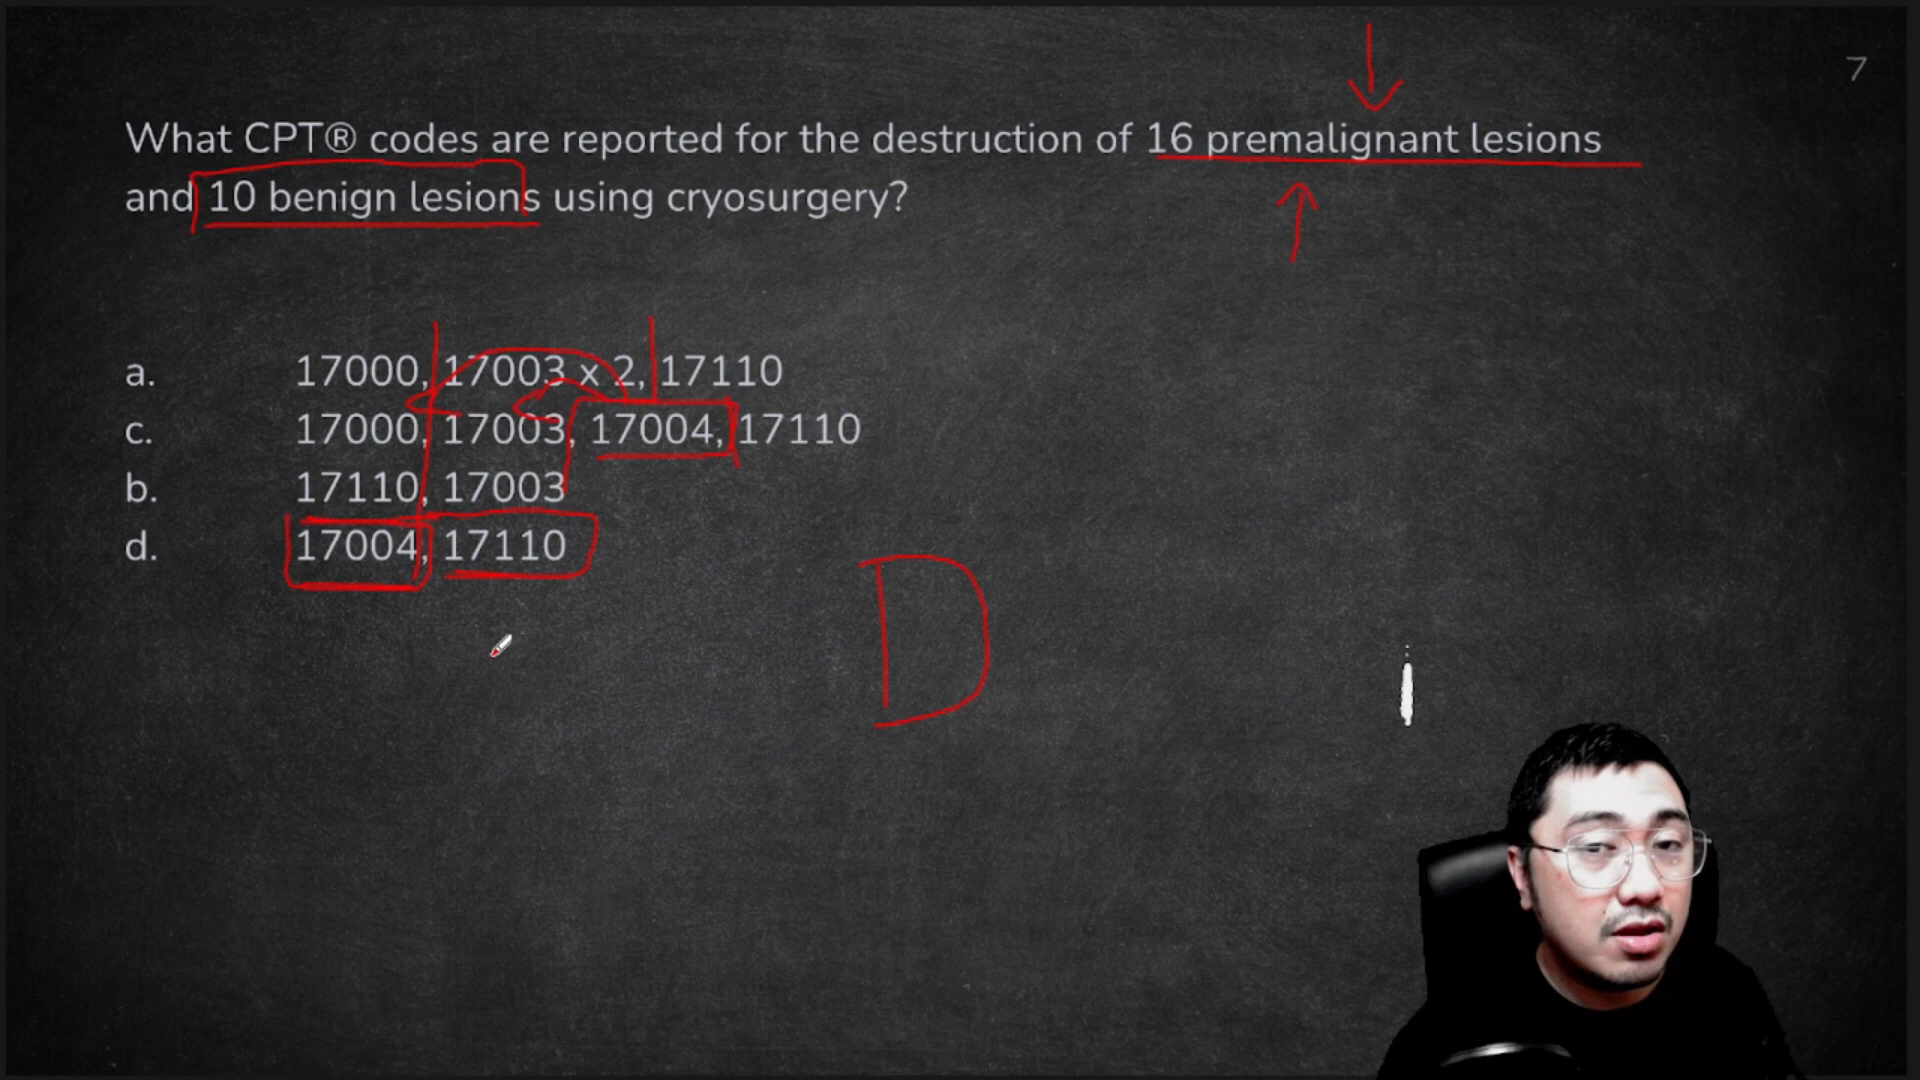 7
What CPT® codes are reported for the destruction of 16 premalignant lesions
and 10 benign lesions using cryosurgery?
a. 17000, 17003 x 2, 17110
c. 17000, 17003, 17004, 17110
b. 17110, 17003
d. 17004, 17110
D